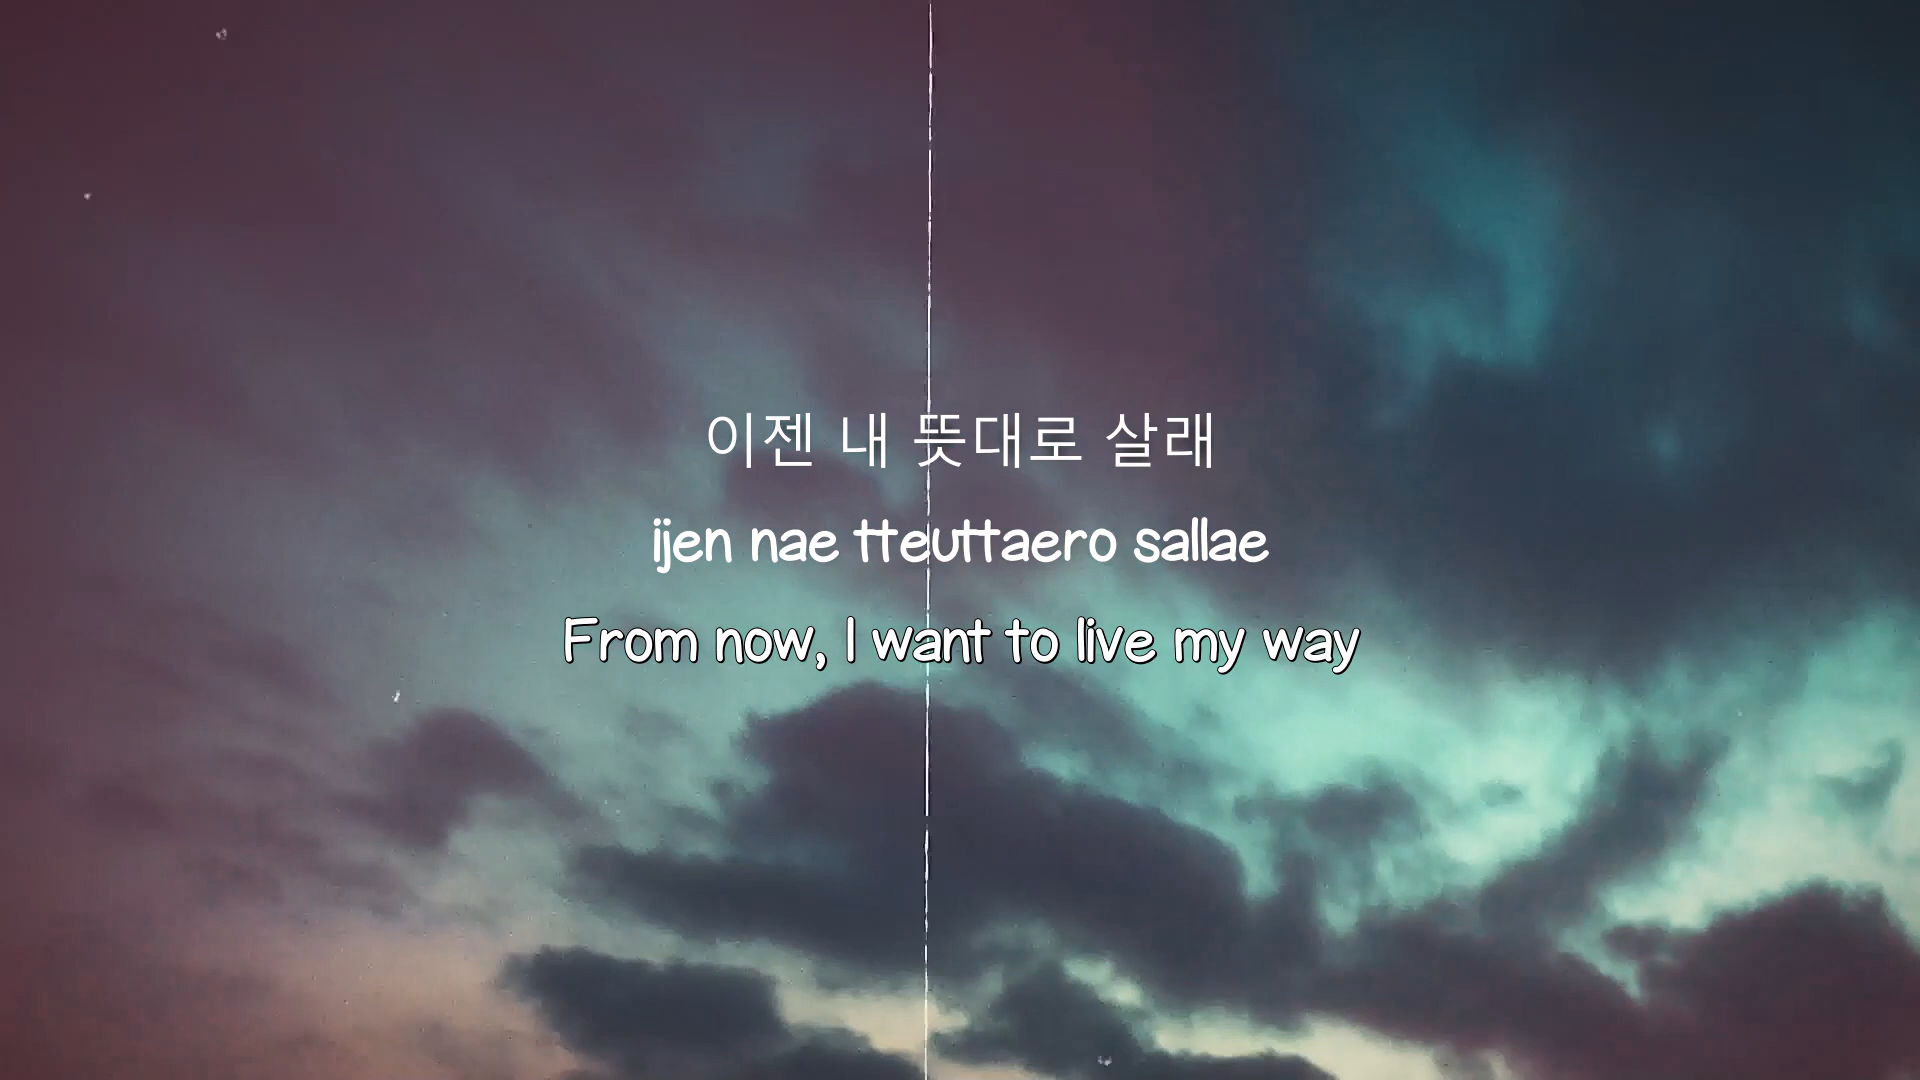 이젠 내 뜻대로 살래
ijen nae tteuttaero sallae
From now, I want to live my way